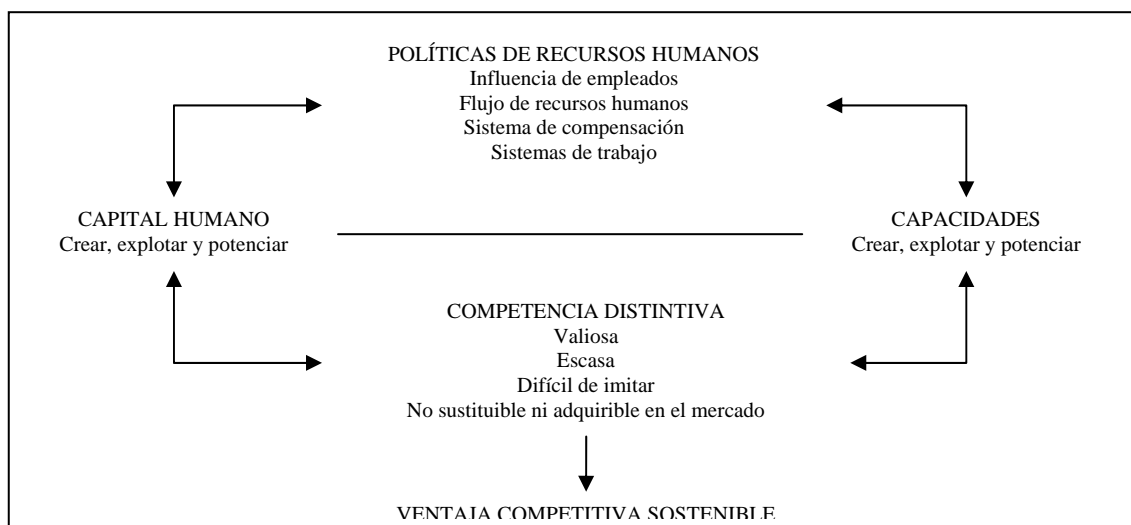 POLÍTICAS DE RECURSOS HUMANOS
Influencia de empleados
Flujo de recursos humanos
Sistema de compensación
Sistemas de trabajo
CAPITAL HUMANO
Crear, explotar y potenciar
CAPACIDADES
Crear, explotar y potenciar
COMPETENCIA DISTINTIVA
Valiosa
Escasa
Difícil de imitar
No sustituible ni adquirible en el mercado
VENTAJA COMPETITIVA SOSTENIBLE